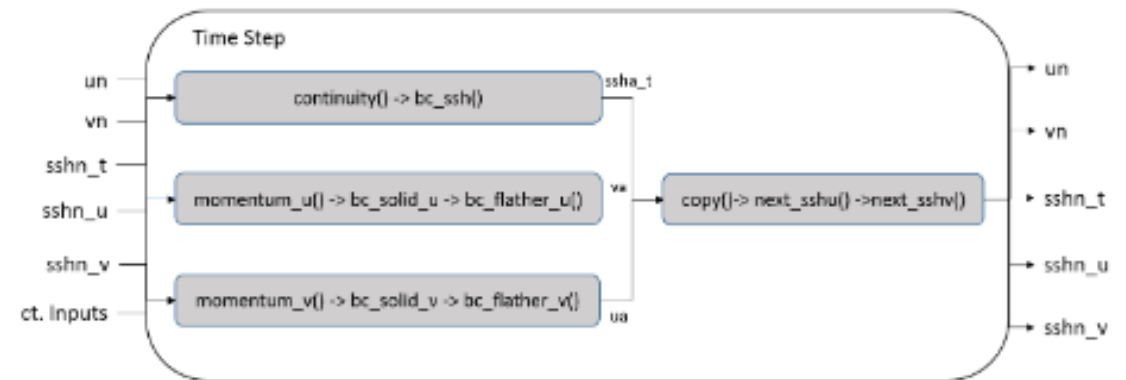 Time Step
un
vn
sshn_t
sshn_u
sshn_v
ct. Inputs
continuity() -> bc_ssh()
ssha_t
momentum_u() -> bc_solid_u -> bc_flather_u()
va
momentum_v() -> bc_solid_v -> bc_flather_v()
ua
copy()-> next_sshu() ->next_sshv()
un
vn
sshn_t
sshn_u
sshn_v